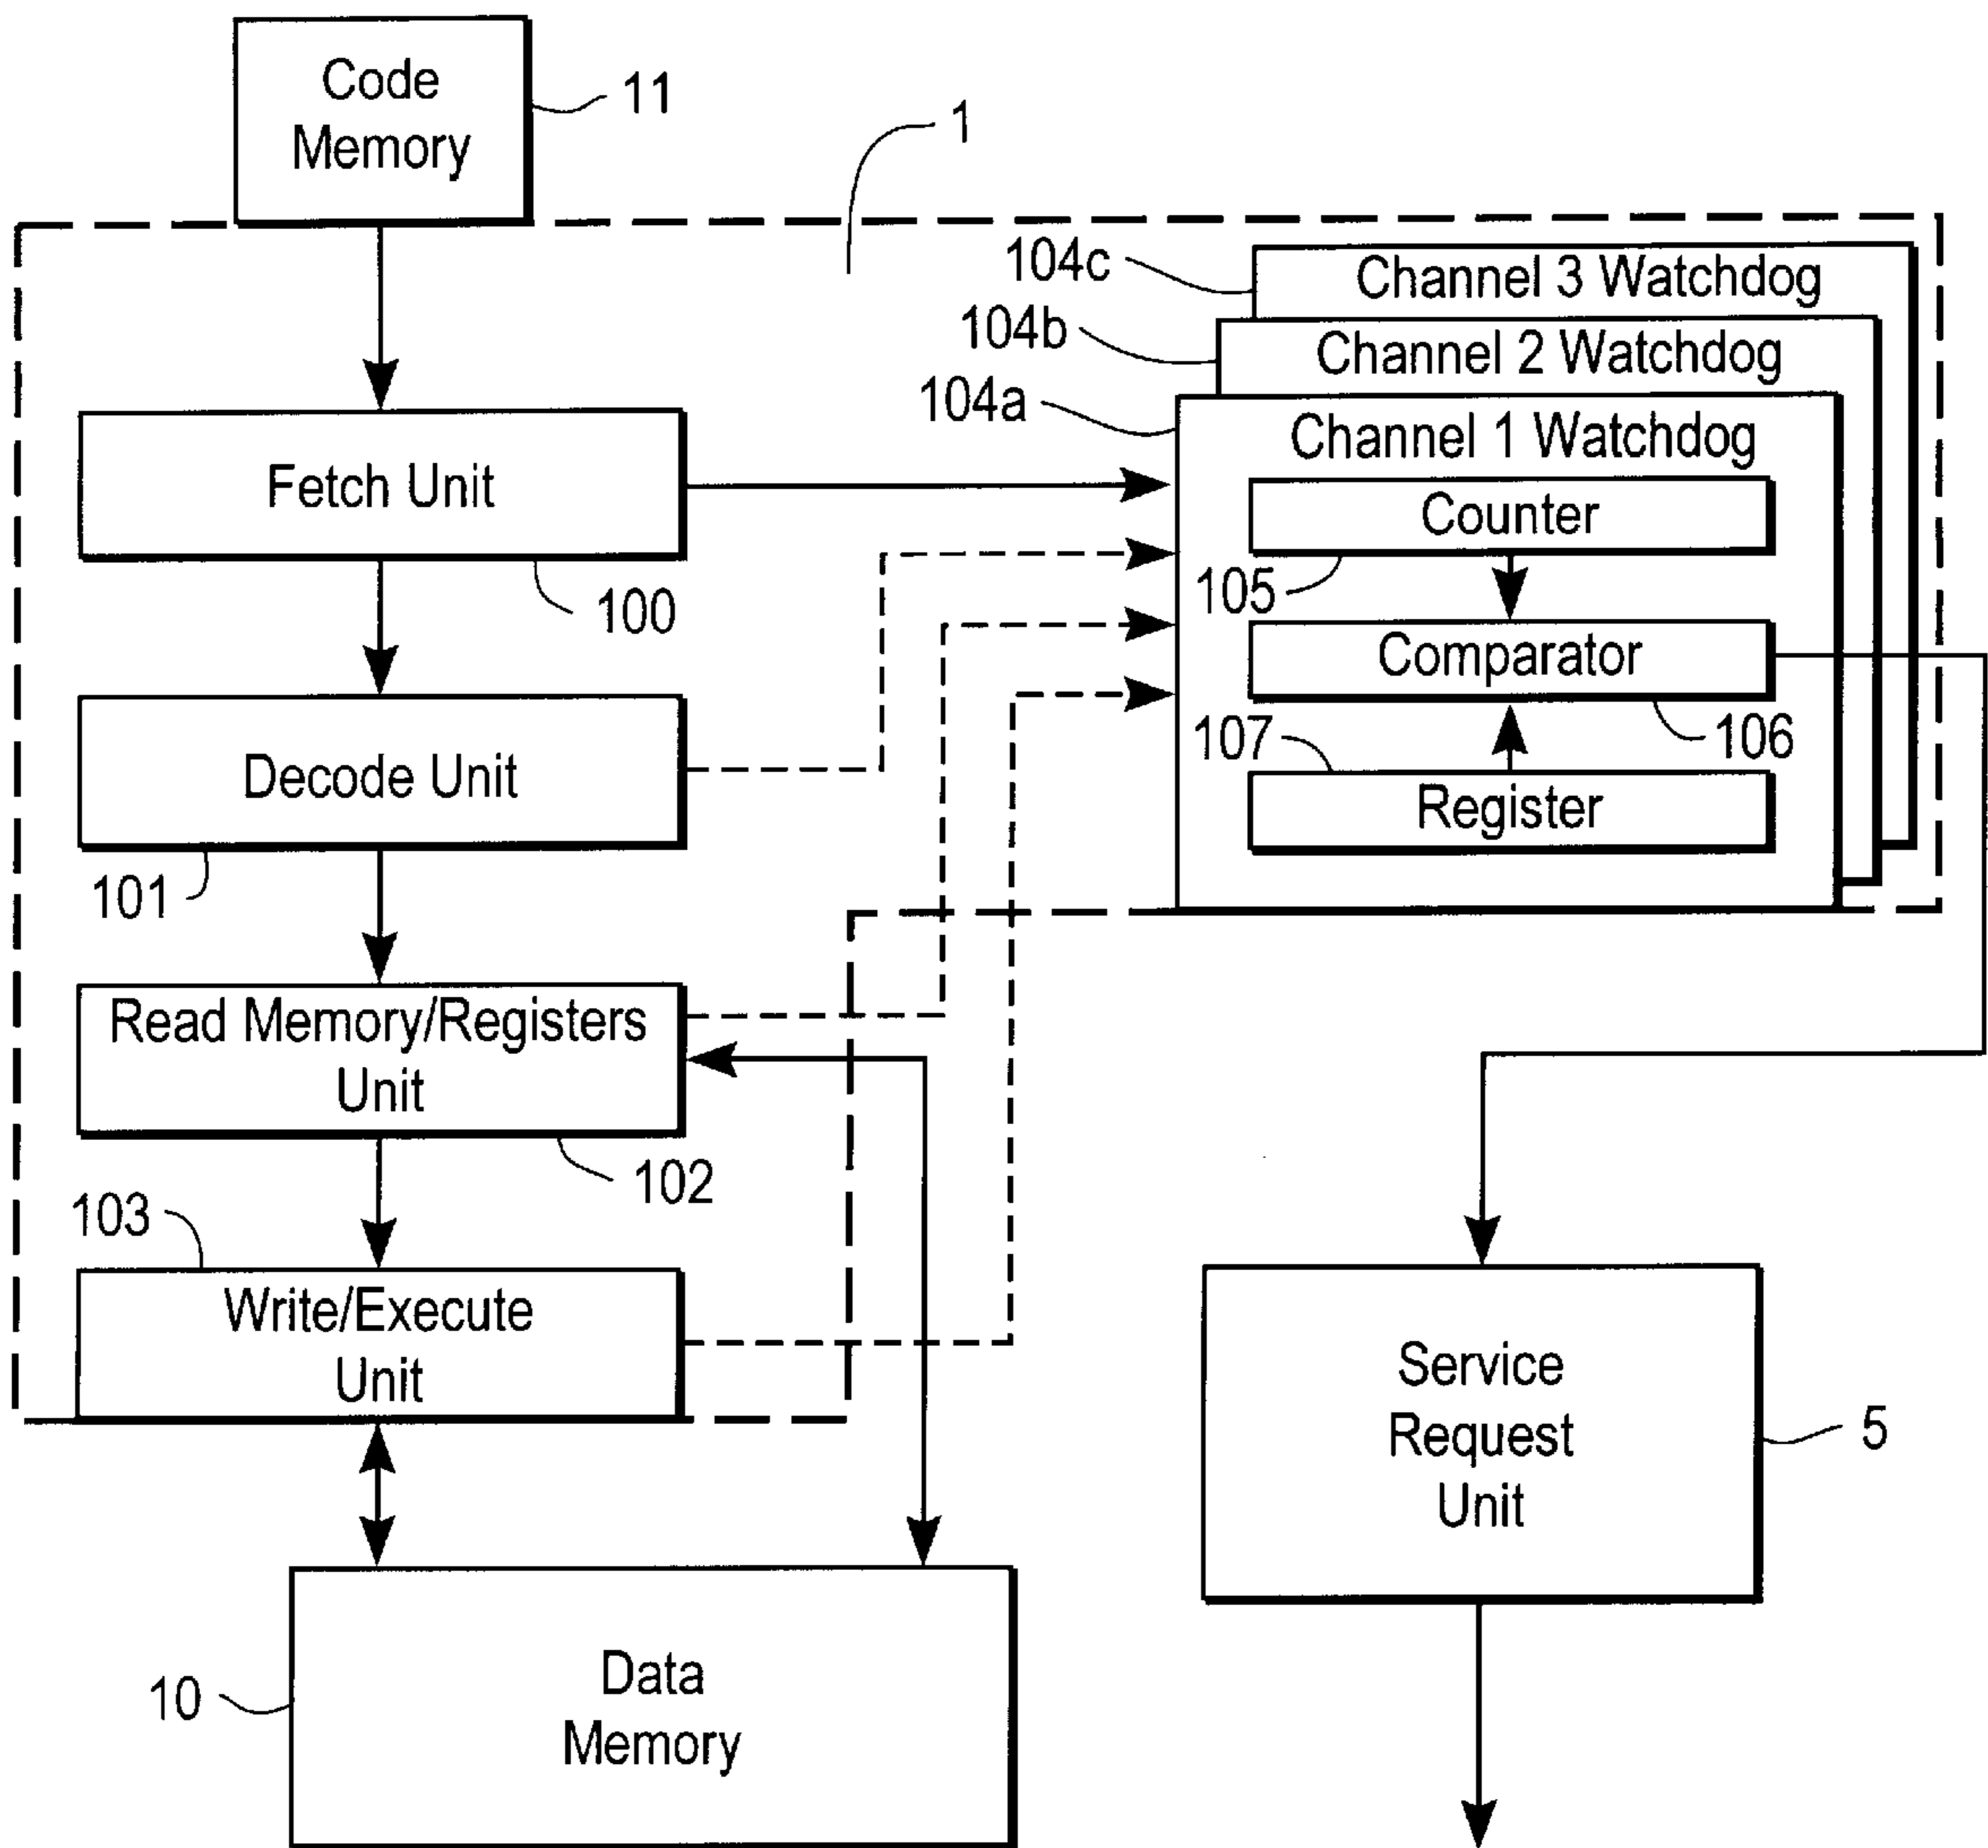 Code
Memory
11
1
104c
Channel 3 Watchdog
104b
Channel 2 Watchdog
104a
Channel 1 Watchdog
Fetch Unit
100
Counter
105
Comparator
106
107
Register
Decode Unit
101
Read Memory/Registers
Unit
102
103
Write/Execute
Unit
Service
Request
Unit
5
10
Data
Memory